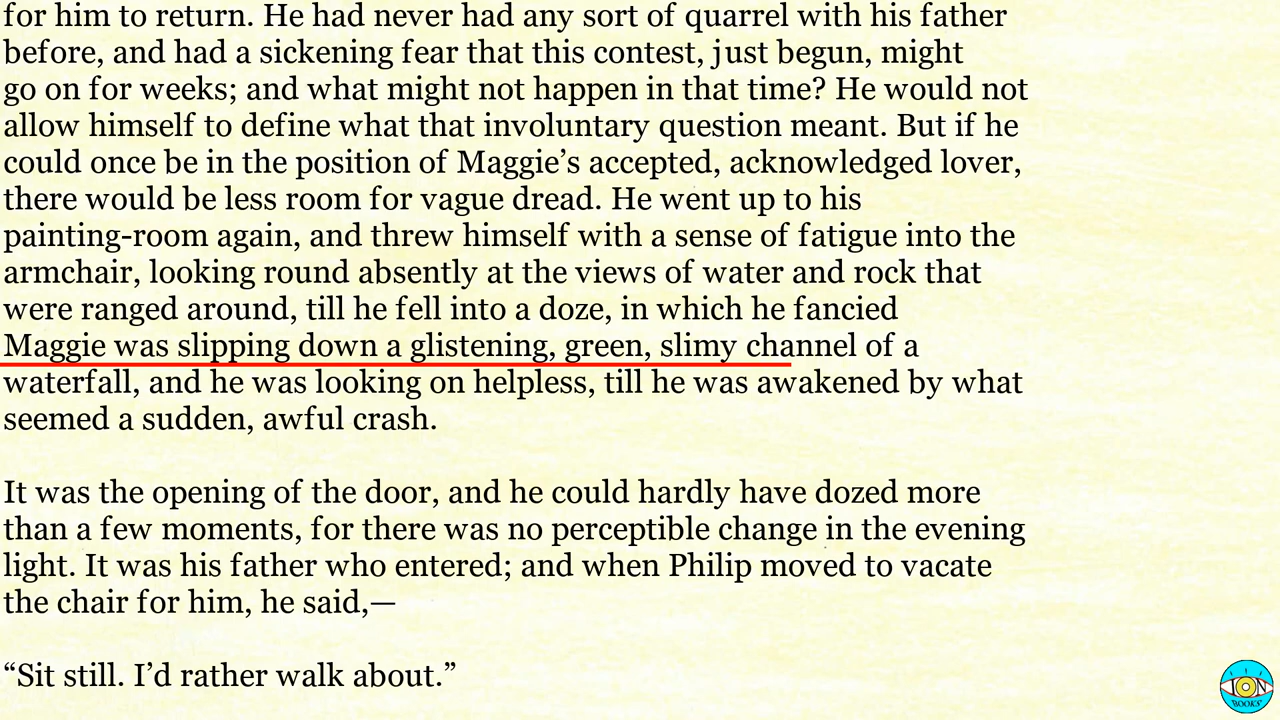 for him to return. He had never had any sort of quarrel with his father
before, and had a sickening fear that this contest, just begun, might
go on for weeks; and what might not happen in that time? He would not
allow himself to define what that involuntary question meant. But if he
could once be in the position of Maggie’s accepted, acknowledged lover,
there would be less room for vague dread. He went up to his
painting-room again, and threw himself with a sense of fatigue into the
armchair, looking round absently at the views of water and rock that
were ranged around, till he fell into a doze, in which he fancied
Maggie was slipping down a glistening, green, slimy channel of a
waterfall, and he was looking on helpless, till he was awakened by what
seemed a sudden, awful crash.
It was the opening of the door, and he could hardly have dozed more
than a few moments, for there was no perceptible change in the evening
light. It was his father who entered; and when Philip moved to vacate
the chair for him, he said,—
“Sit still. I’d rather walk about.”
ION
BOOKS